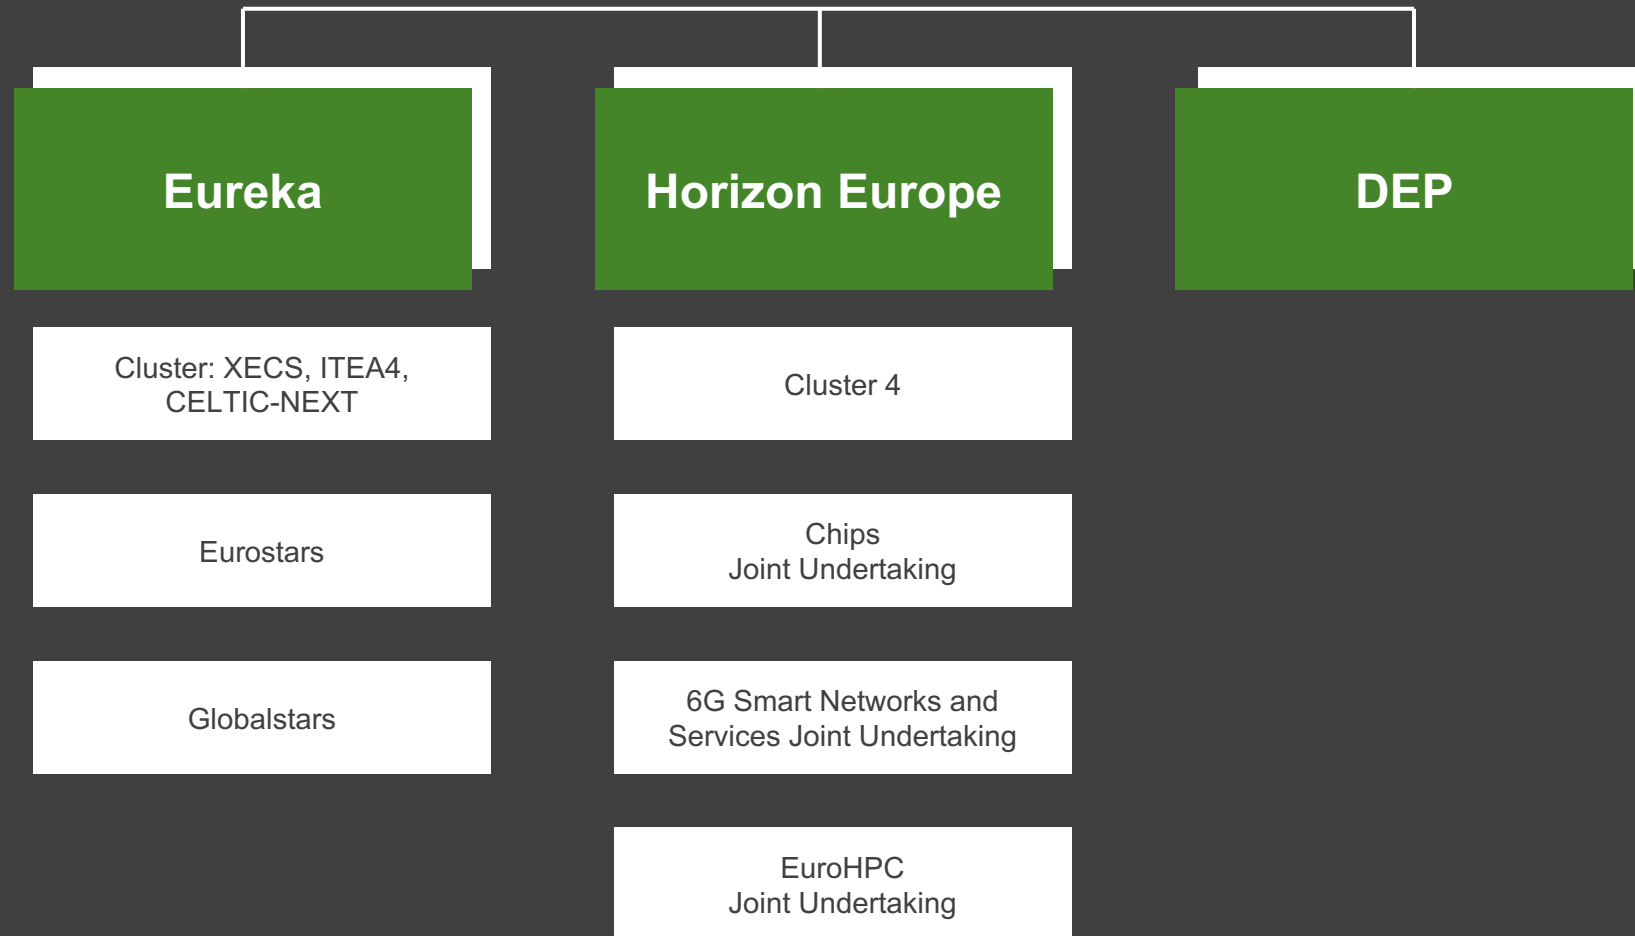 Eureka
Horizon Europe
DEP
Cluster: XECS, ITEA4,
CELTIC-NEXT
Cluster 4
Eurostars
Chips
Joint Undertaking
Globalstars
6G Smart Networks and
Services Joint Undertaking
EuroHPC
Joint Undertaking